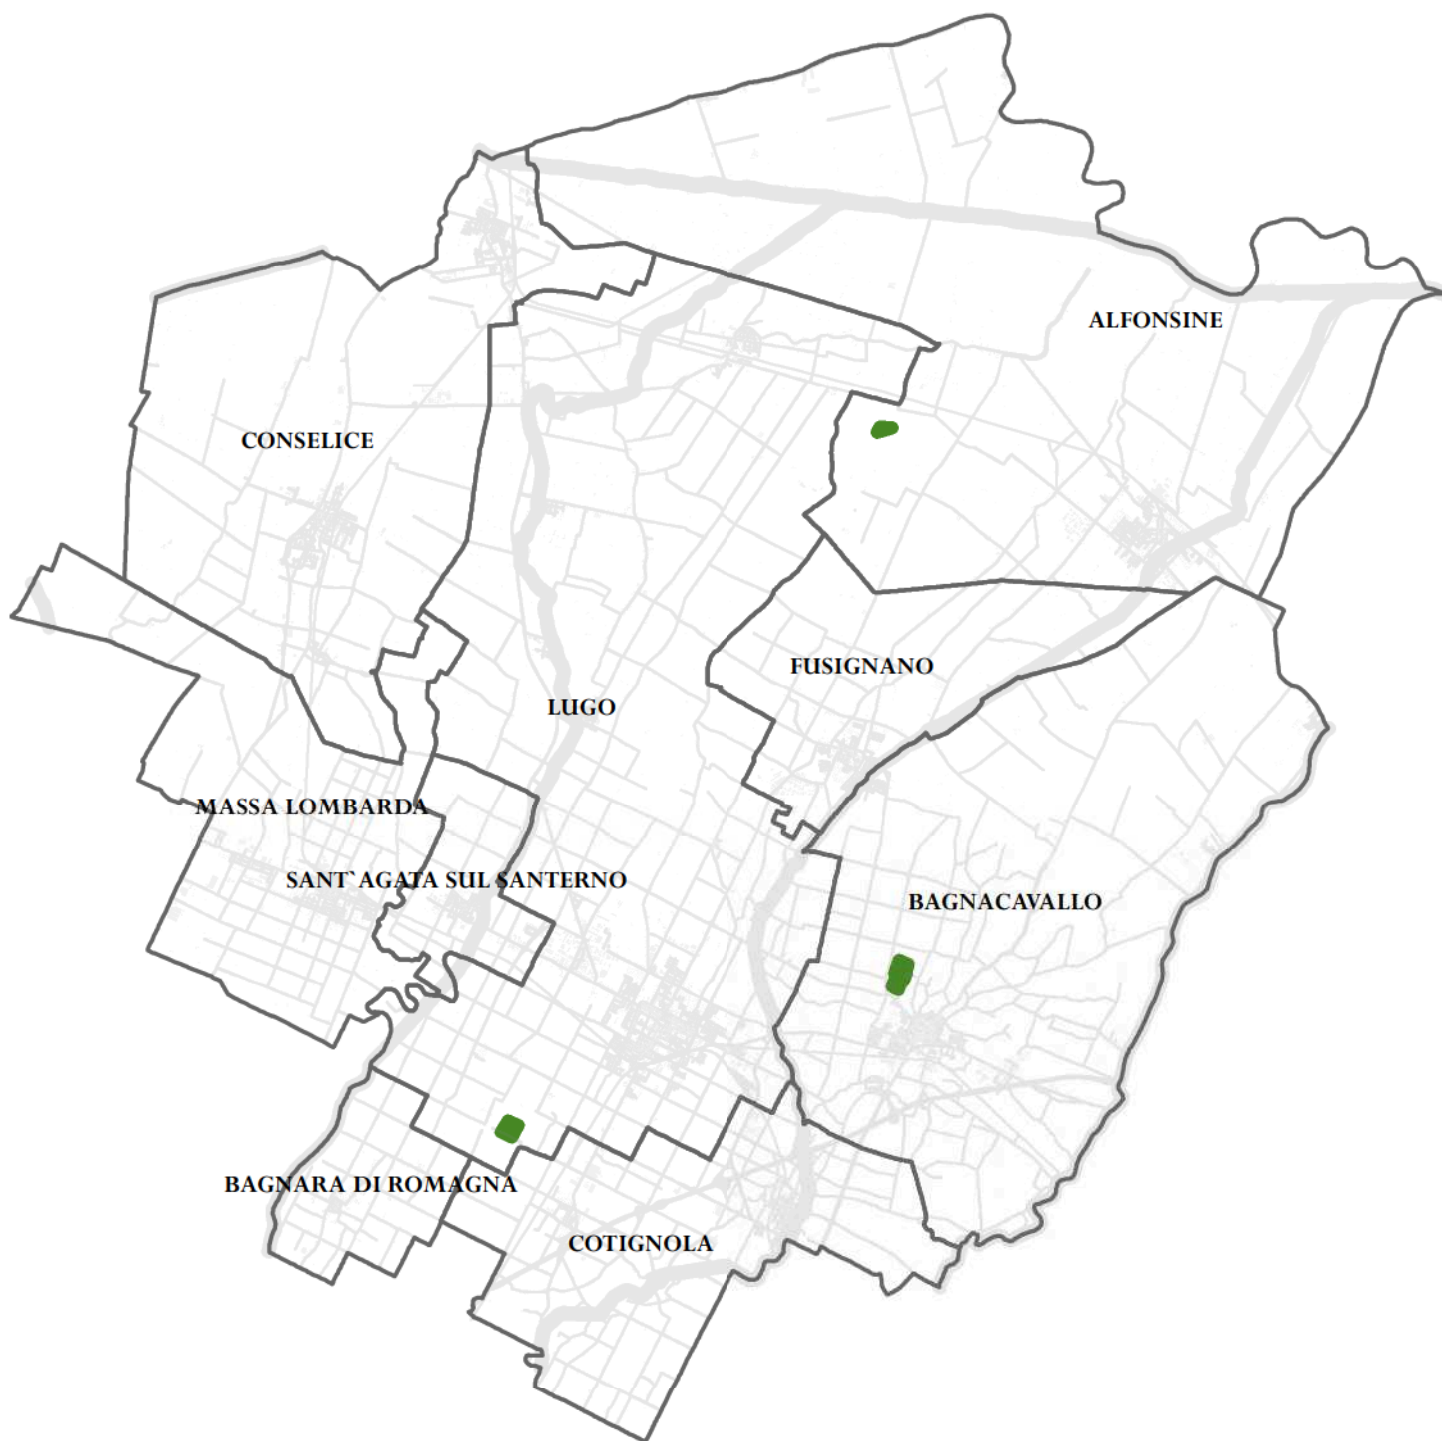 ALFONSINE
CONSELICE
FUSIGNANO
LUGO
MASSA LOMBARDA
SANT`AGATA SUL SANTERNO
BAGNACAVALLO
BAGNARA DI ROMAGNA
COTIGNOLA